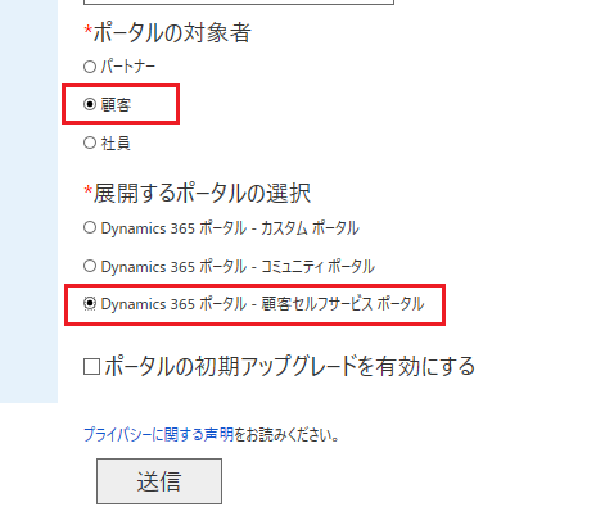 *ポータルの対象者
パートナー
顧客
社員
*展開するポータルの選択
Dynamics 365 ポータル - カスタム ポータル
Dynamics 365 ポータル - コミュニティ ポータル
Dynamics 365 ポータル - 顧客セルフサービス ポータル
ポータルの初期アップグレードを有効にする
プライバシーに関する声明をお読みください。
送信